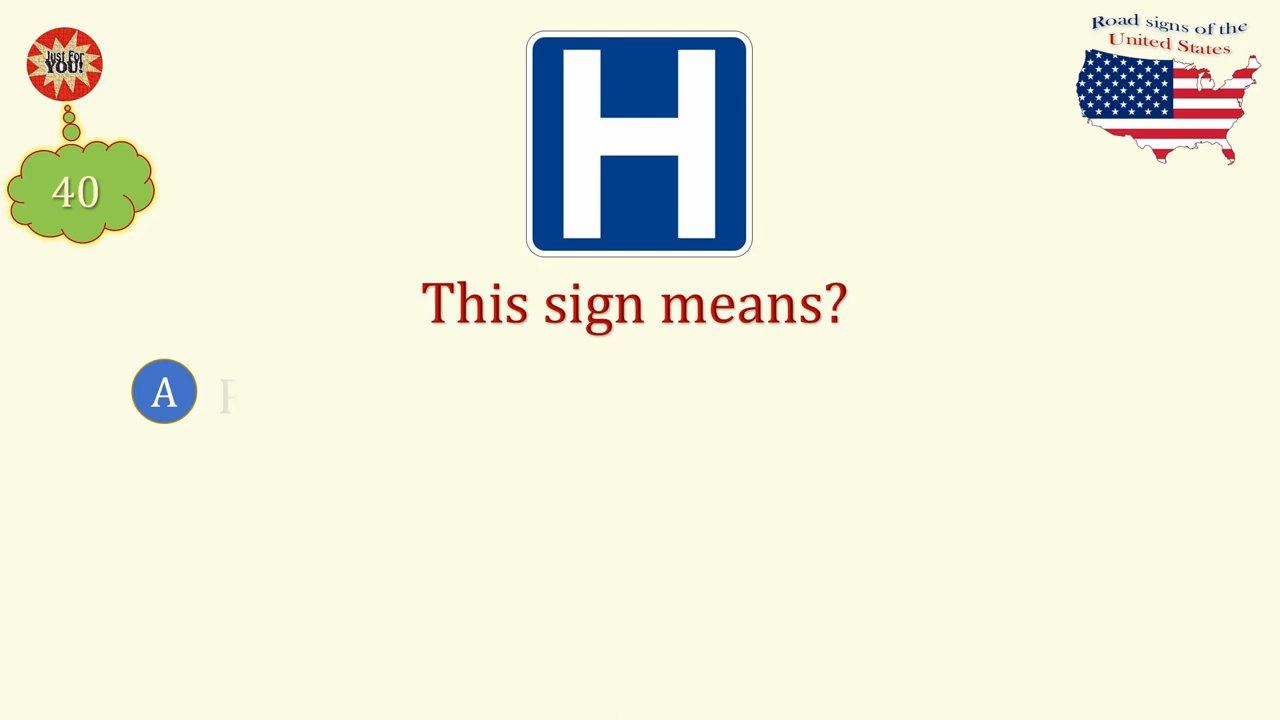 Just For
YOU!
40
H
Road signs of the
United States
This sign means?
A